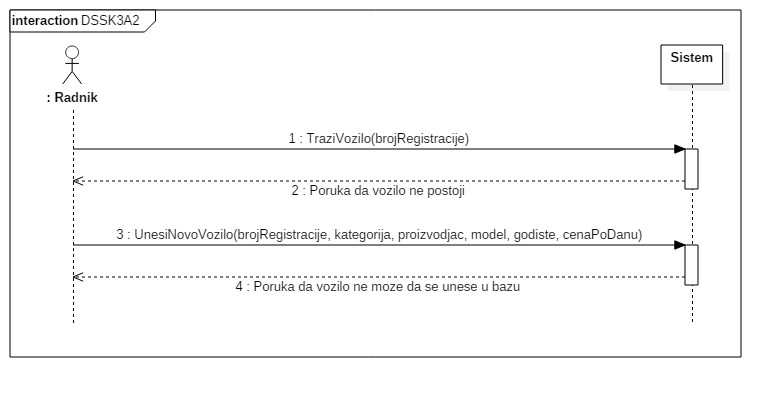 interaction DSSK3A2
: Radnik
Sistem
1 : TraziVozilo(brojRegistracije)
2 : Poruka da vozilo ne postoji
3 : UnesiNovoVozilo(brojRegistracije, kategorija, proizvodjac, model, godiste, cenaPoDanu)
4 : Poruka da vozilo ne moze da se unese u bazu